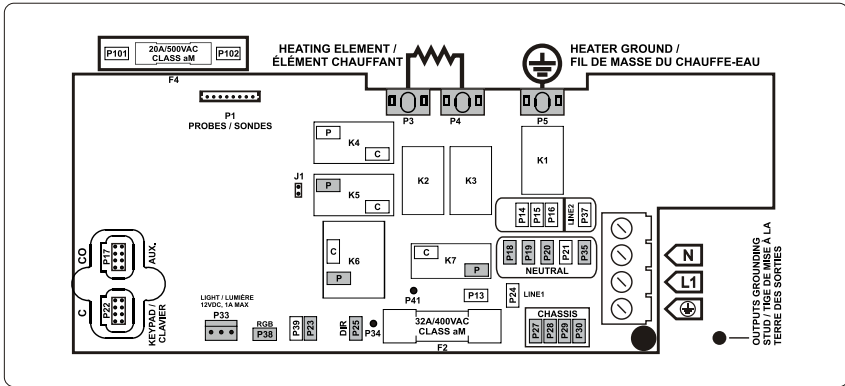 P101
20A/500VAC
CLASS aM
P102
F4
HEATING ELEMENT /
ÉLÉMENT CHAUFFANT
HEATER GROUND /
FIL DE MASSE DU CHAUFFE-EAU
P1
PROBES / SONDES
P3
P4
P5
P
K4
C
J1
P
K5
C
K2
K3
K1
P14
P15
P16
LINE2
P37
C
K6
P
C
K7
P
P18
P19
P20
P21
P35
NEUTRAL
CO
P17
AUX.
C
P22
KEYPAD /
CLAVIER
LIGHT / LUMIÈRE
12VDC, 1A MAX
P33
RGB
P38
P39
P23
DIR
P25
P34
P41
P13
P24
LINE1
32A/400VAC
CLASS aM
F2
CHASSIS
P27
P28
P29
P30
N
L1
OUTPUTS GROUNDING
STUD / TIGE DE MISE À LA
TERRE DES SORTIES